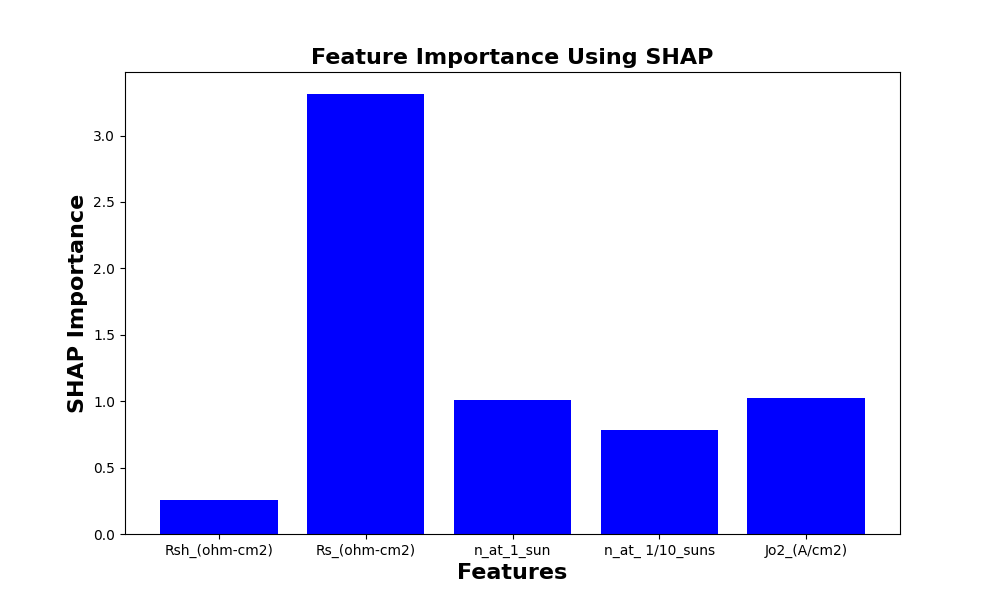 Feature Importance Using SHAP
SHAP Importance
3.0
2.5
2.0
1.5
1.0
0.5
0.0
Rsh_(ohm-cm2) Rs_(ohm-cm2) n_at_1_sun n_at_ 1/10_suns Jo2_(A/cm2)
Features